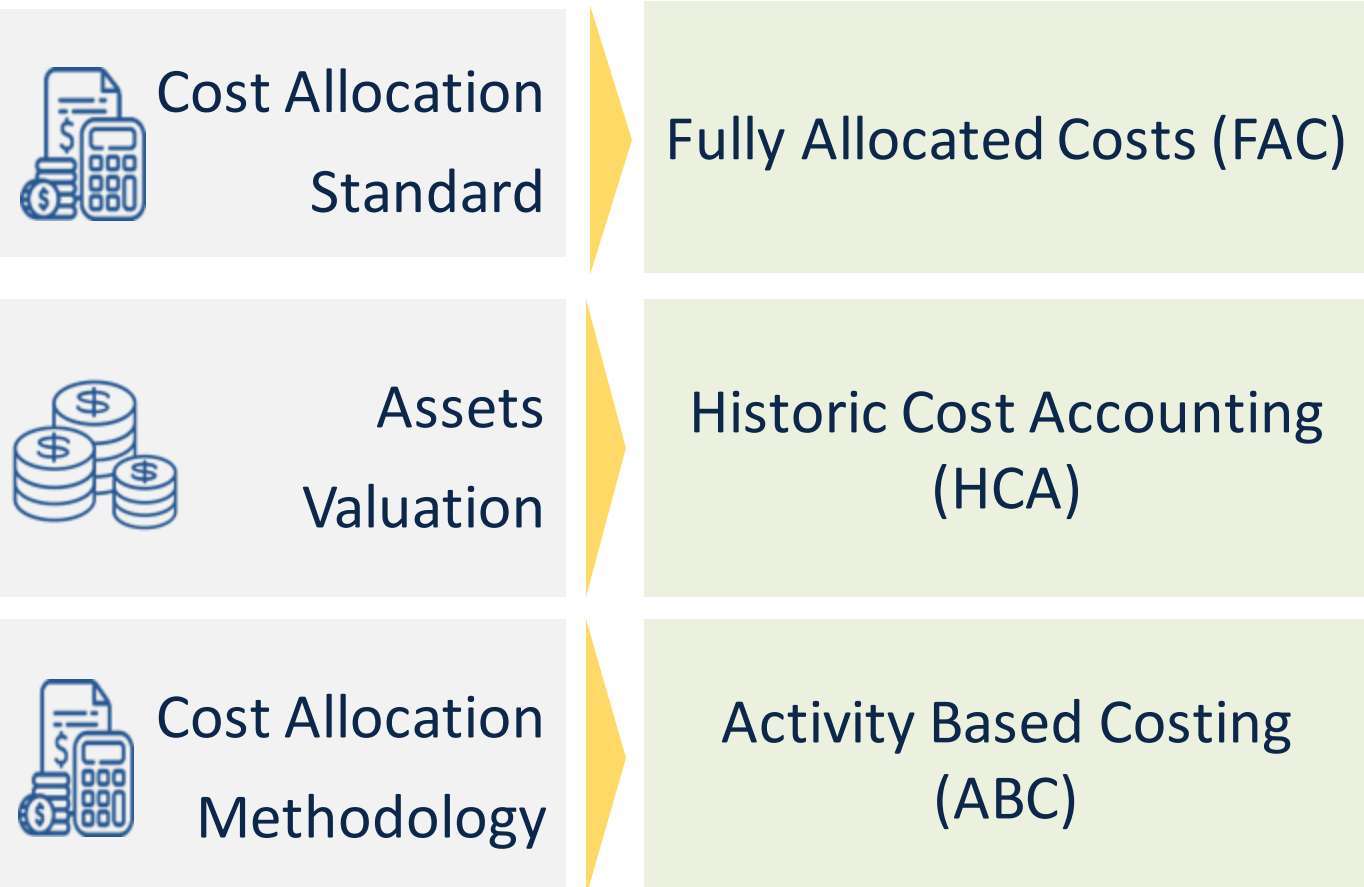 Cost Allocation
Standard
Fully Allocated Costs (FAC)
Assets
Valuation
Historic Cost Accounting
(HCA)
Cost Allocation
Methodology
Activity Based Costing
(ABC)